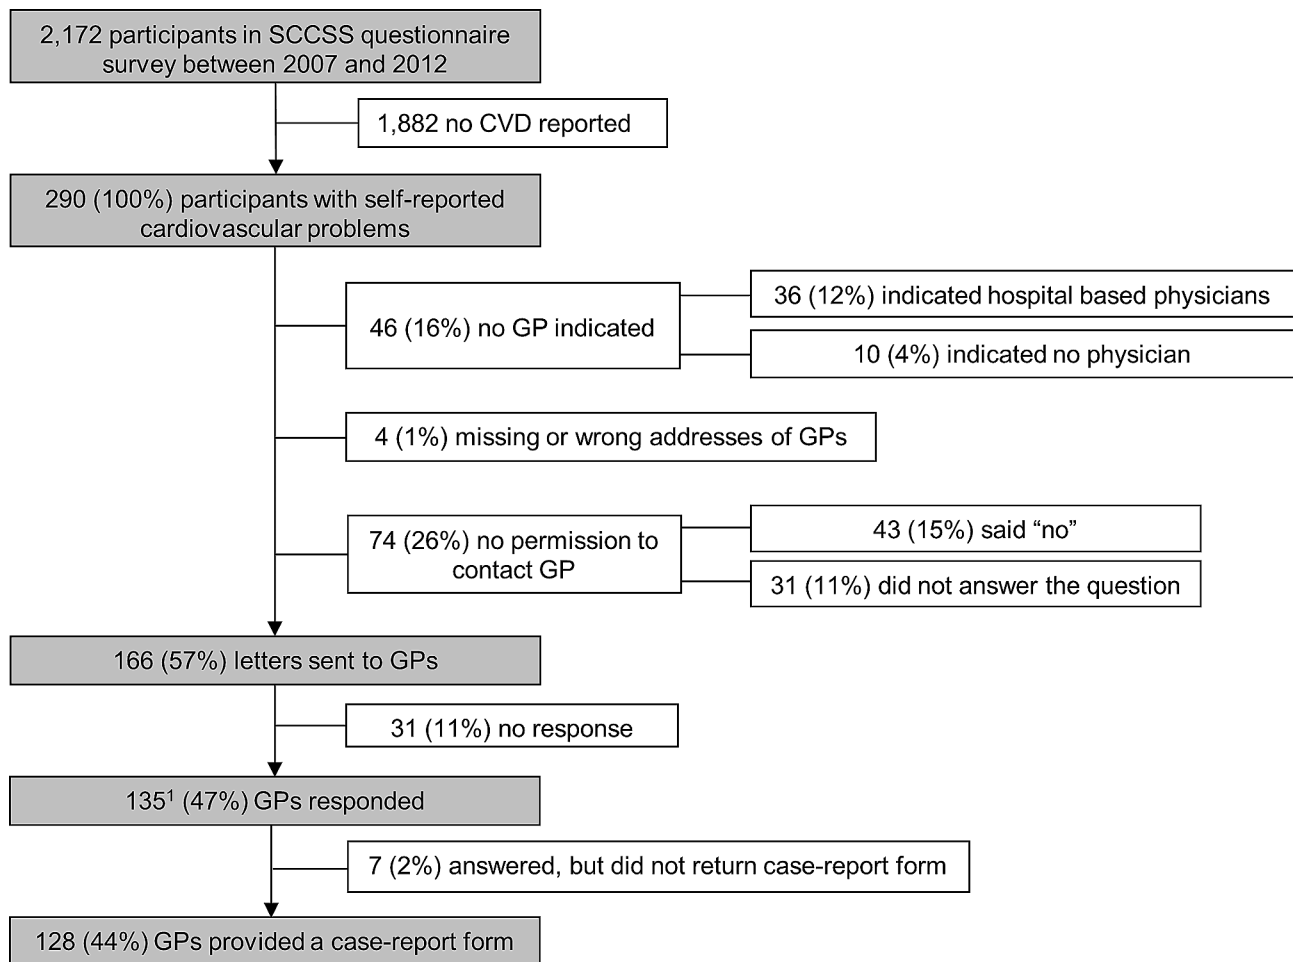 2,172 participants in SCCSS questionnaire
survey between 2007 and 2012
1,882 no CVD reported
290 (100%) participants with self-reported
cardiovascular problems
46 (16%) no GP indicated
36 (12%) indicated hospital based physicians
10 (4%) indicated no physician
4 (1%) missing or wrong addresses of GPs
74 (26%) no permission to
contact GP
43 (15%) said “no”
31 (11%) did not answer the question
166 (57%) letters sent to GPs
31 (11%) no response
135¹ (47%) GPs responded
7 (2%) answered, but did not return case-report form
128 (44%) GPs provided a case-report form